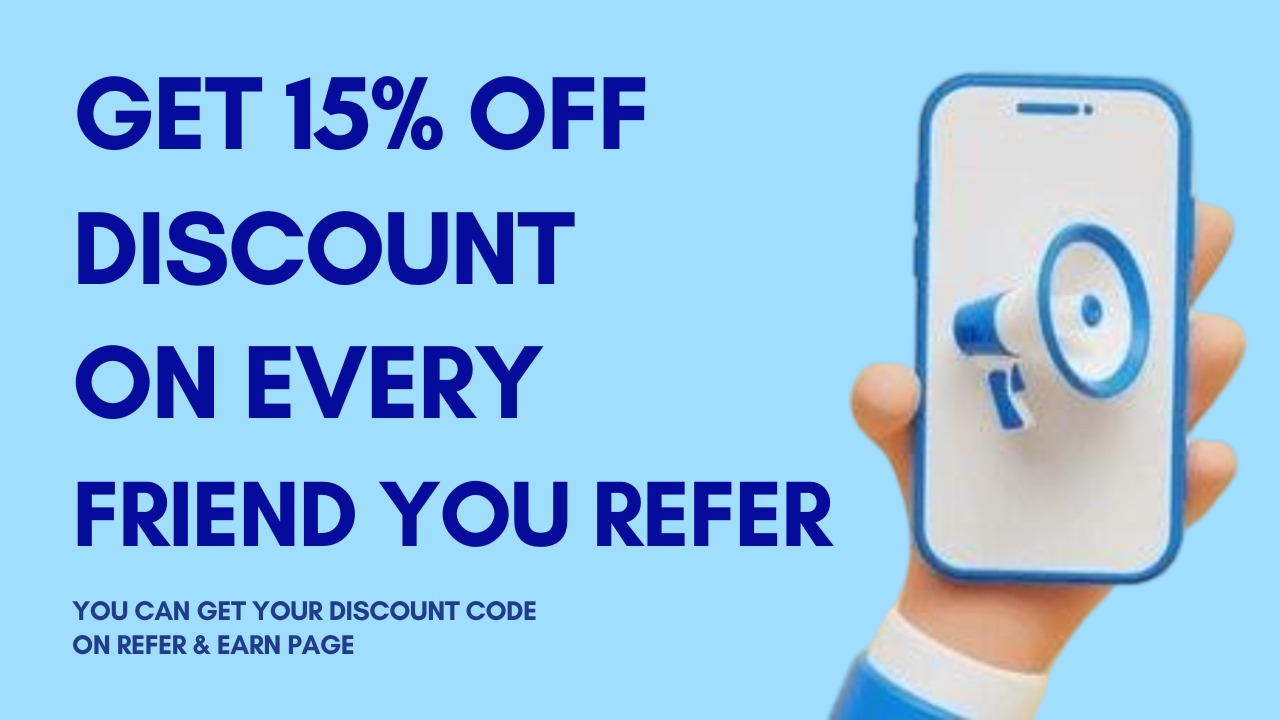 GET 15% OFF
DISCOUNT
ON EVERY
FRIEND YOU REFER
YOU CAN GET YOUR DISCOUNT CODE
ON REFER & EARN PAGE